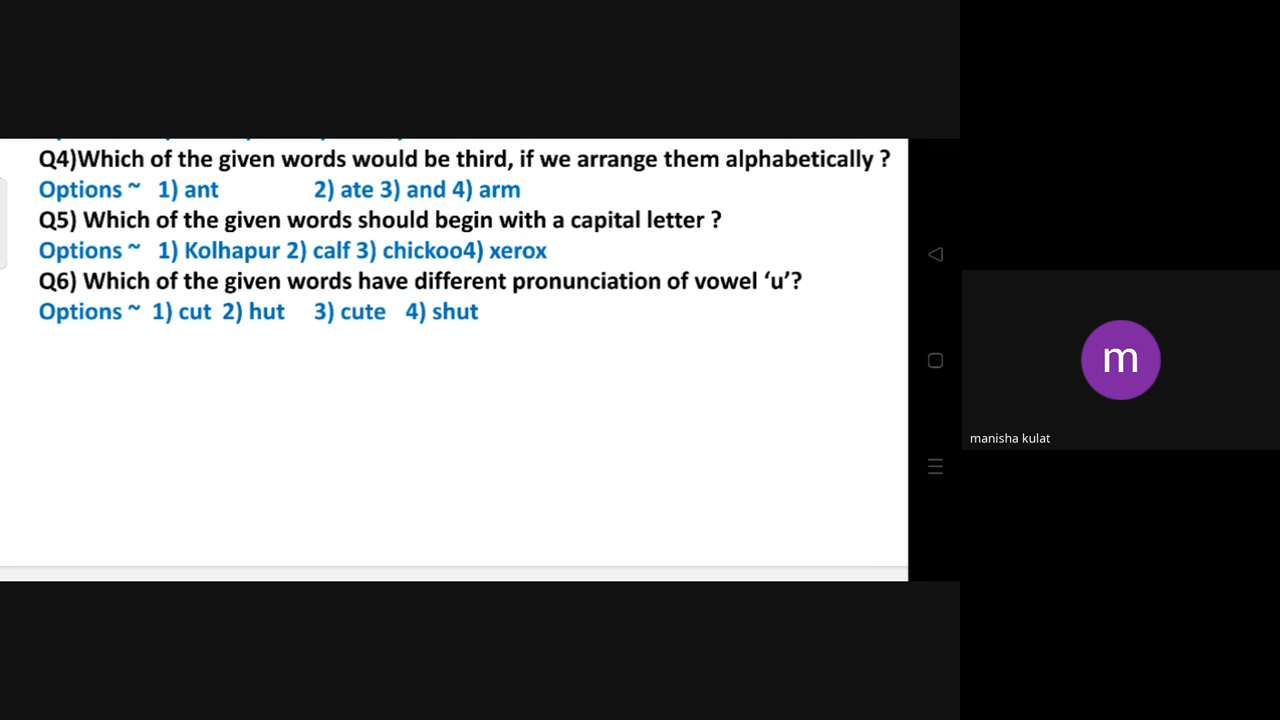 Q4)Which of the given words would be third, if we arrange them alphabetically ?
Options ~ 1) ant 2) ate 3) and 4) arm
Q5) Which of the given words should begin with a capital letter ?
Options ~ 1) Kolhapur 2) calf 3) chickoo4) xerox
Q6) Which of the given words have different pronunciation of vowel ‘u’?
Options ~ 1) cut 2) hut 3) cute 4) shut
m
manisha kulat